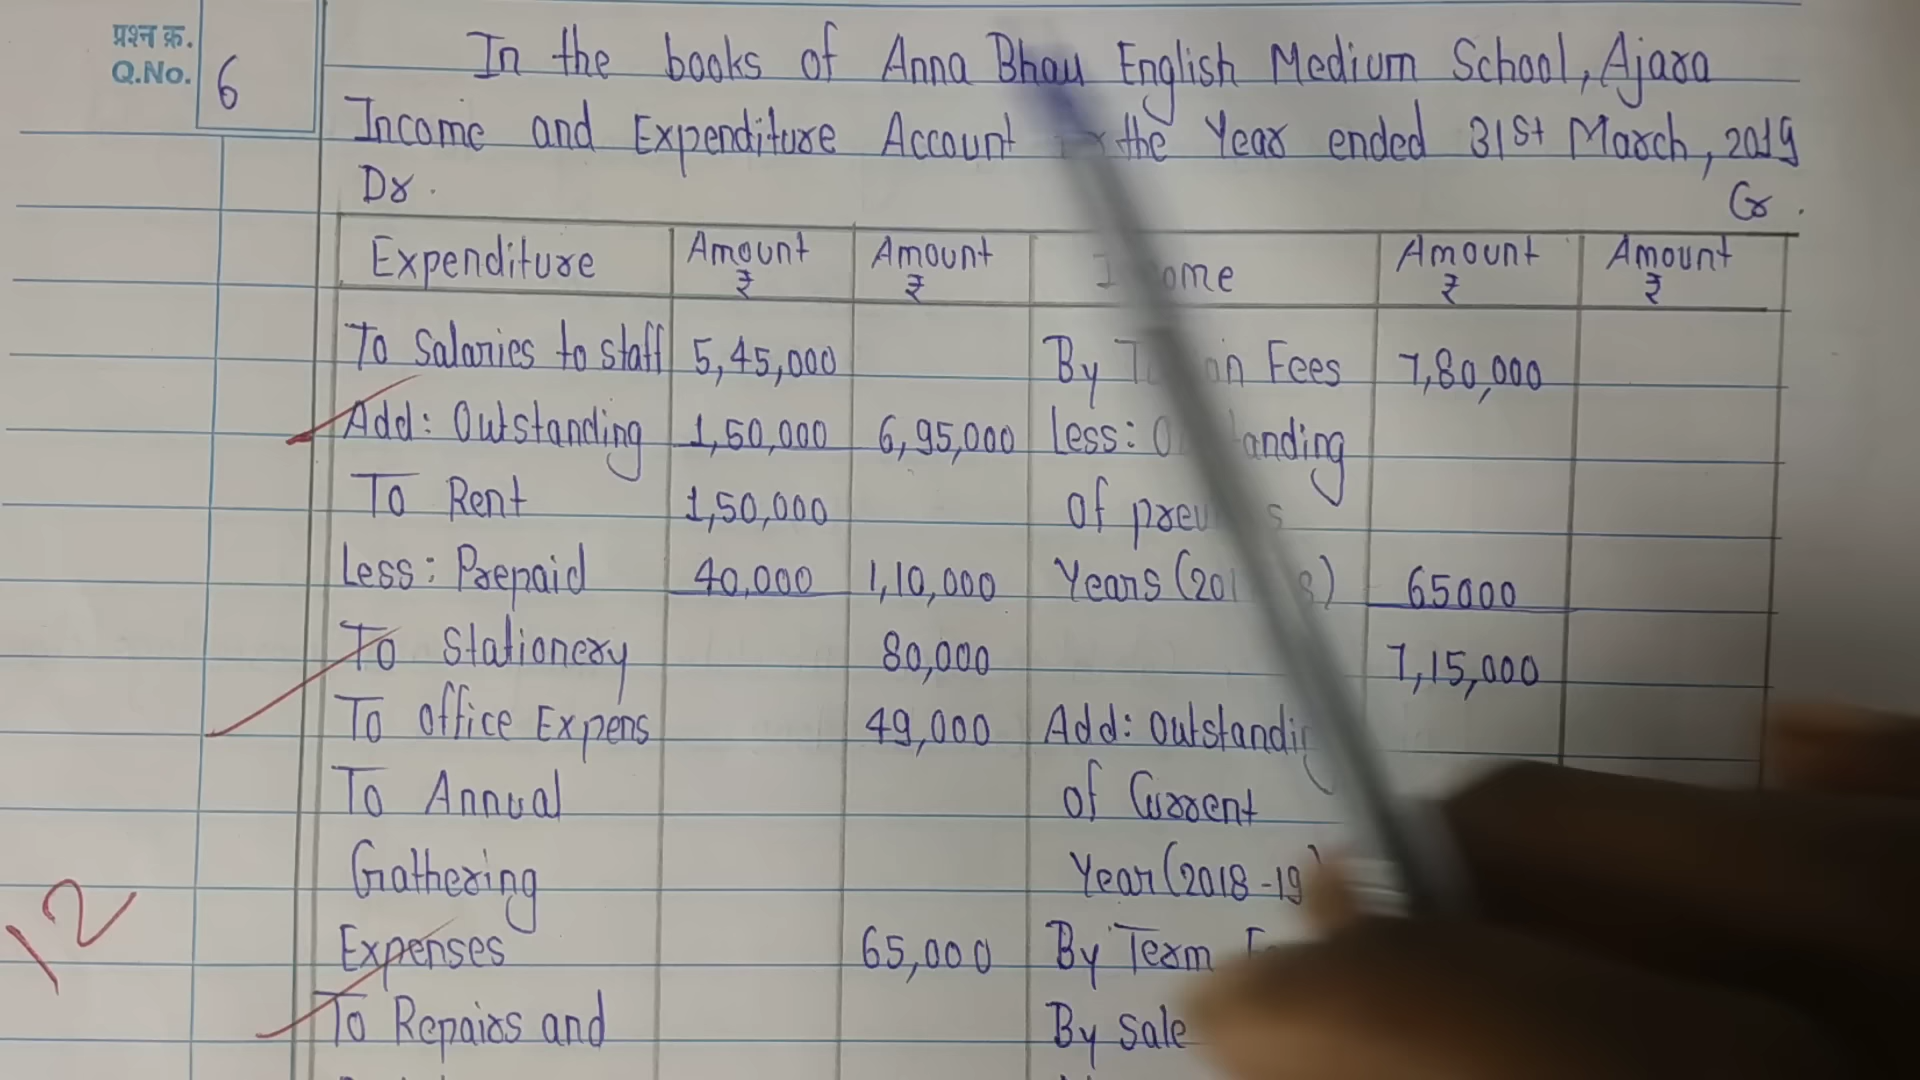 प्रश्न क्र.
Q.No. 6
In the books of Anna Bhau English Medium School, Ajara
Income and Expenditure Account the Year ended 31st March, 2019
Dr. Cr.
Expenditure Amount ₹ Amount ₹ Amount ₹ Amount ₹
To Salaries to staff 5,45,000 By Fees 7,80,000
Add: Outstanding 1,50,000 6,95,000 Less:
To Rent 1,50,000 of
Less: Prepaid 40,000 1,10,000 Years 65000
To Stationery 80,000 7,15,000
To Office Expens 49,000 Add:
To Annual of Current
Gathering Year (2018-19)
Expenses 65,000 By Term
To Repairs and By Sale
12